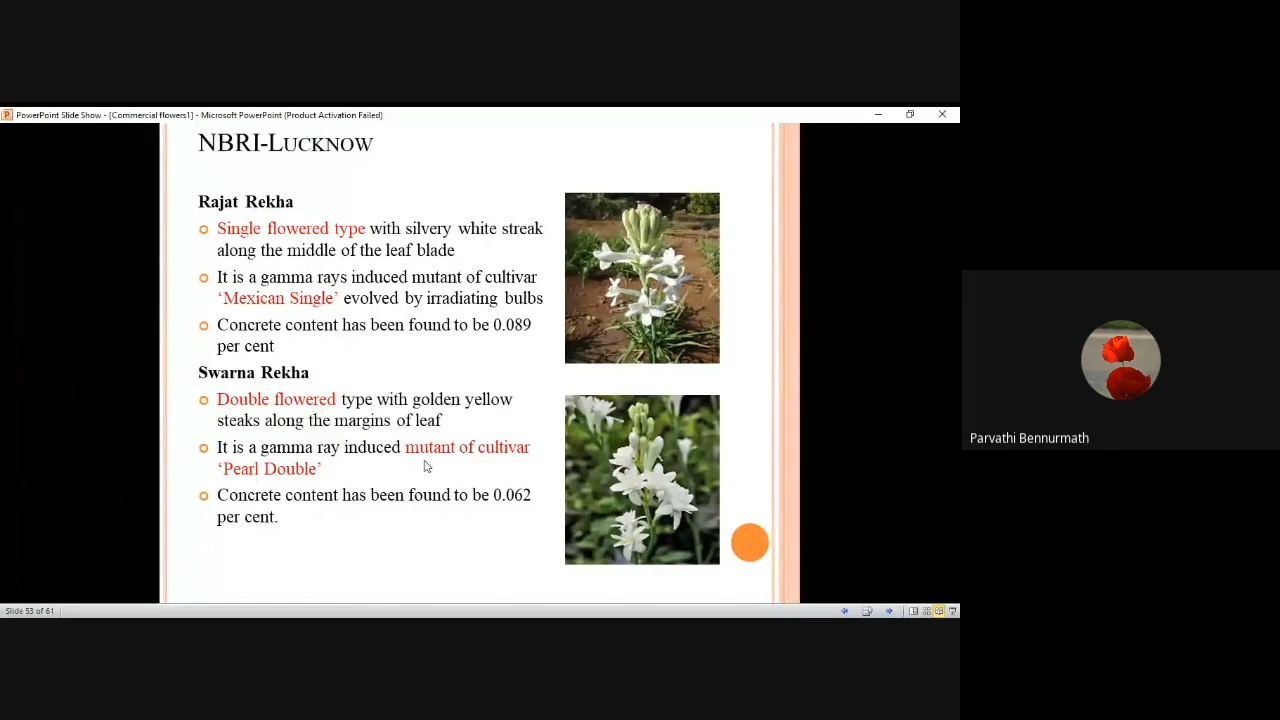 PowerPoint Slide Show - [Commercial flowers1] - Microsoft PowerPoint (Product Activation Failed)
NBRI-LUCKNOW
Rajat Rekha
Single flowered type with silvery white streak
along the middle of the leaf blade
It is a gamma rays induced mutant of cultivar
‘Mexican Single’ evolved by irradiating bulbs
Concrete content has been found to be 0.089
per cent
Swarna Rekha
Double flowered type with golden yellow
steaks along the margins of leaf
It is a gamma ray induced mutant of cultivar
‘Pearl Double’
Concrete content has been found to be 0.062
per cent.
Slide 53 of 61
Parvathi Bennurmath